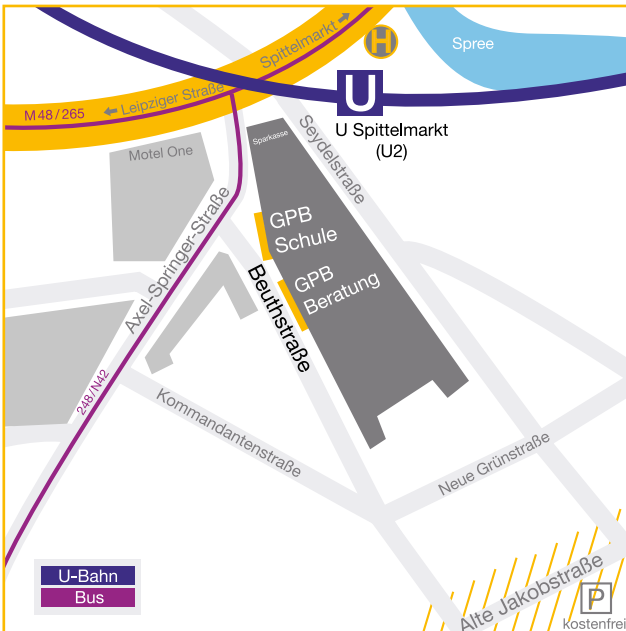 Spittelmarkt
H
Spree
M48/265
Leipziger Straße
U
U Spittelmarkt
(U2)
Sparkasse
Seydelstraße
Motel One
GPB
Schule
Axel-Springer-Straße
GPB
Beratung
Beuthstraße
248/N42
Kommandantenstraße
Neue Grünstraße
U-Bahn
Bus
Alte Jakobstraße
P
kostenfrei